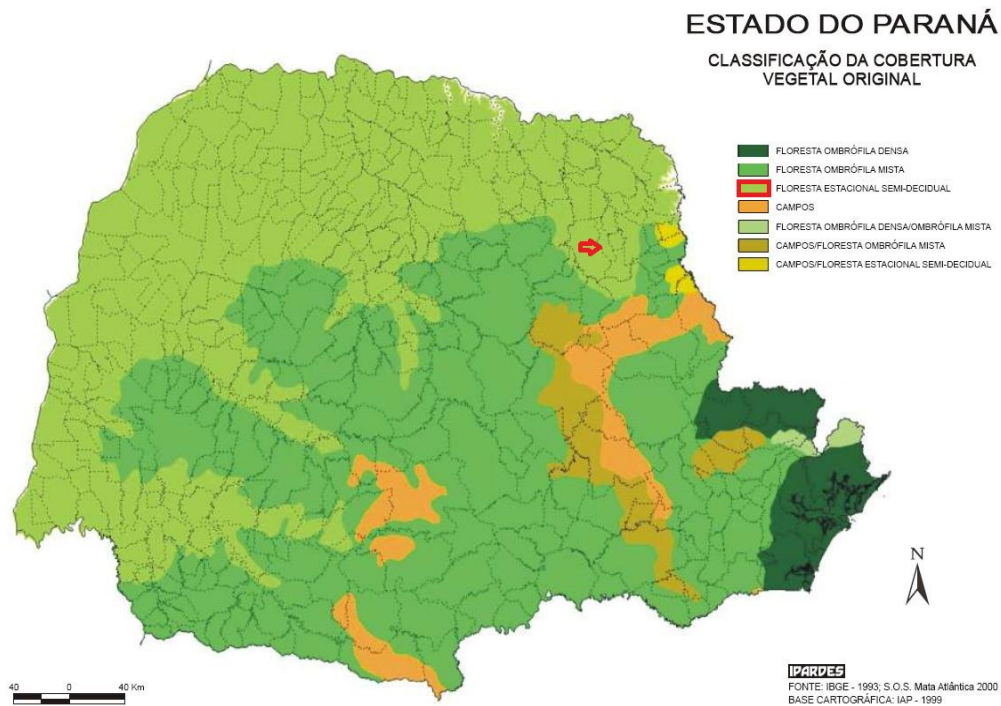 ESTADO DO PARANÁ
CLASSIFICAÇÃO DA COBERTURA
VEGETAL ORIGINAL
FLORESTA OMBRÓFILA DENSA
FLORESTA OMBRÓFILA MISTA
FLORESTA ESTACIONAL SEMI-DECIDUAL
CAMPOS
FLORESTA OMBRÓFILA DENSA/OMBRÓFILA MISTA
CAMPOS/FLORESTA OMBRÓFILA MISTA
CAMPOS/FLORESTA ESTACIONAL SEMI-DECIDUAL
N
40 0 40 Km
IPARDES
FONTE: IBGE - 1993; S.O.S. Mata Atlântica 2000
BASE CARTOGRÁFICA: IAP - 1999